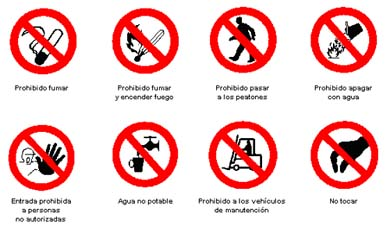 Prohibido fumar
Prohibido fumar
y encender fuego
Prohibido pasar
a los peatones
Prohibido apagar
con agua
Entrada prohibida
a personas
no autorizadas
Agua no potable
Prohibido a los vehículos
de manutención
No tocar